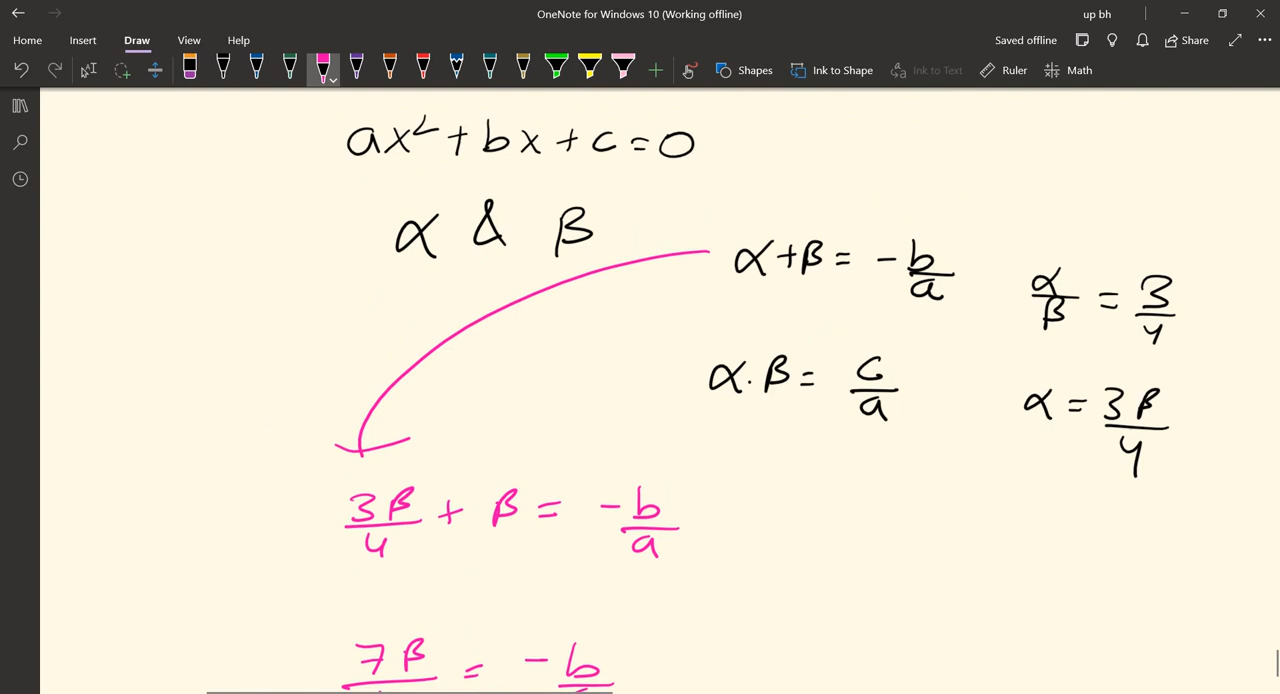 OneNote for Windows 10 (Working offline)
up bh
Home Insert Draw View Help
Saved offline
Share
Shapes
Ink to Shape
Ink to Text
Ruler
Math
ax² + bx + c = 0
α & β
α + β = -b/a
α/β = 3/4
α . β = c/a
α = 3β/4
3β/4 + β = -b/a
7β = -b